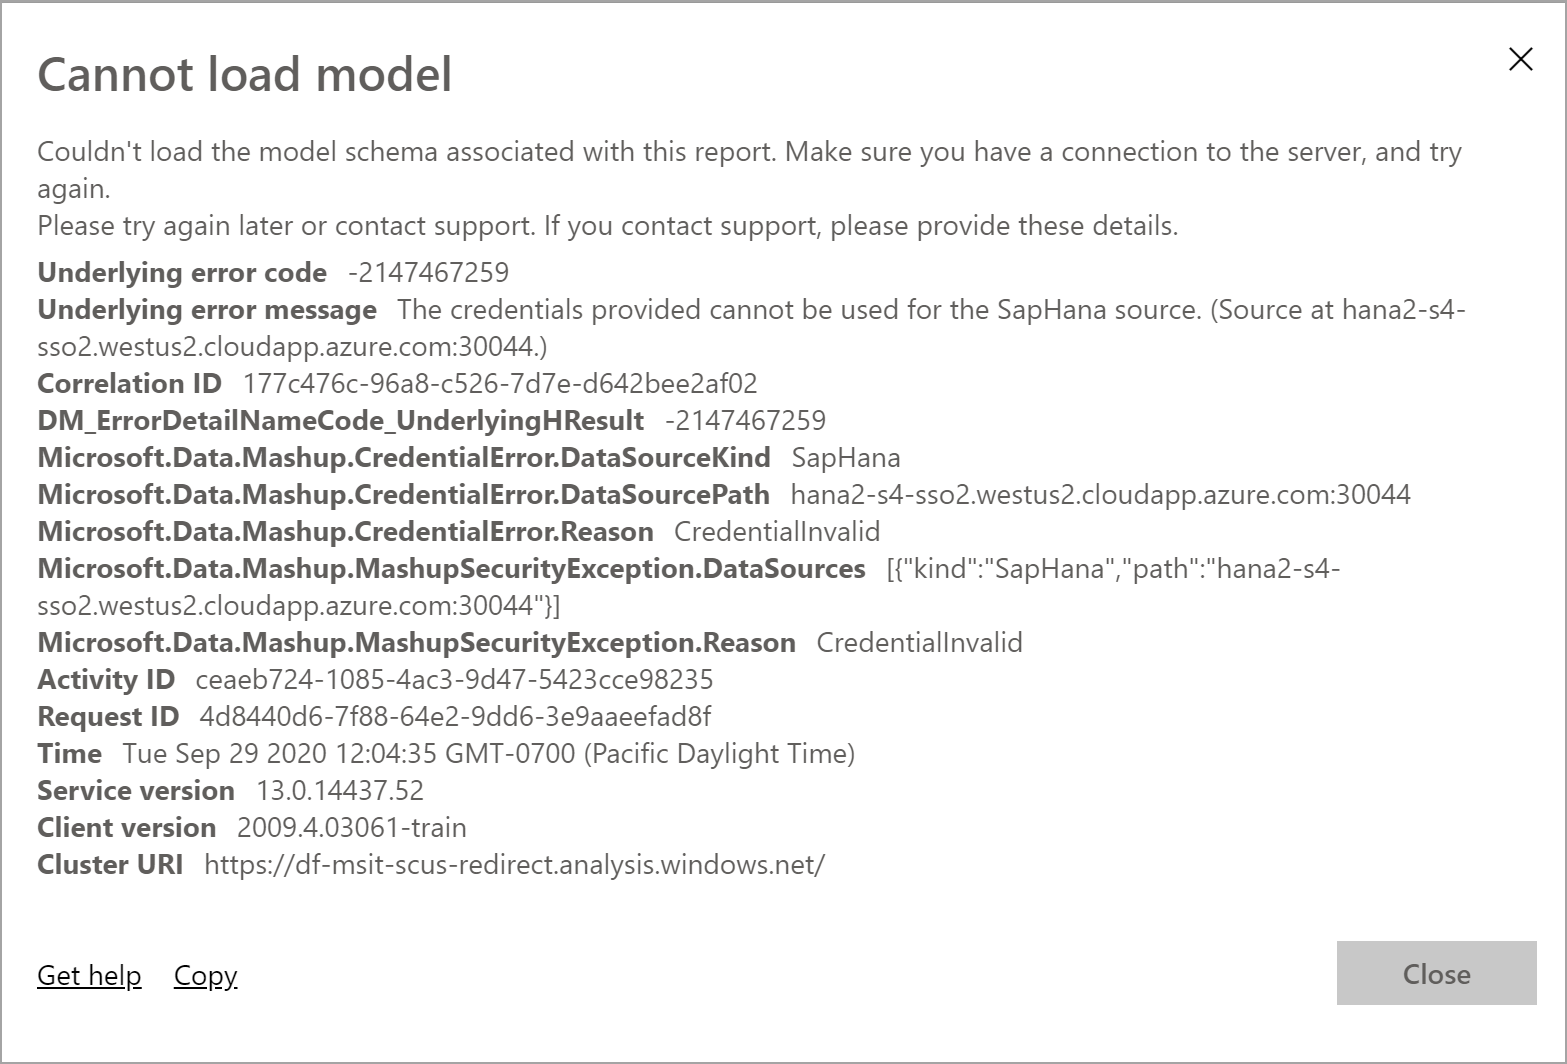 Cannot load model
Couldn't load the model schema associated with this report. Make sure you have a connection to the server, and try
again.
Please try again later or contact support. If you contact support, please provide these details.
Underlying error code -2147467259
Underlying error message The credentials provided cannot be used for the SapHana source. (Source at hana2-s4-
sso2.westus2.cloudapp.azure.com:30044.)
Correlation ID 177c476c-96a8-c526-7d7e-d642bee2af02
DM_ErrorDetailNameCode_UnderlyingHResult -2147467259
Microsoft.Data.Mashup.CredentialError.DataSourceKind SapHana
Microsoft.Data.Mashup.CredentialError.DataSourcePath hana2-s4-sso2.westus2.cloudapp.azure.com:30044
Microsoft.Data.Mashup.CredentialError.Reason CredentialInvalid
Microsoft.Data.Mashup.MashupSecurityException.DataSources [{"kind":"SapHana","path":"hana2-s4-
sso2.westus2.cloudapp.azure.com:30044"}]
Microsoft.Data.Mashup.MashupSecurityException.Reason CredentialInvalid
Activity ID ceaeb724-1085-4ac3-9d47-5423cce98235
Request ID 4d8440d6-7f88-64e2-9dd6-3e9aaeefad8f
Time Tue Sep 29 2020 12:04:35 GMT-0700 (Pacific Daylight Time)
Service version 13.0.14437.52
Client version 2009.4.03061-train
Cluster URI https://df-msit-scus-redirect.analysis.windows.net/
Get help Copy Close